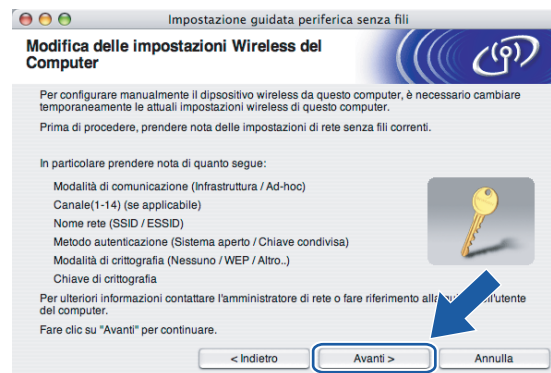 Impostazione guidata periferica senza fili
Modifica delle impostazioni Wireless del
Computer
Per configurare manualmente il dipsositivo wireless da questo computer, è necessario cambiare
temporaneamente le attuali impostazioni wireless di questo computer.
Prima di procedere, prendere nota delle impostazioni di rete senza fili correnti.
In particolare prendere nota di quanto segue:
Modalità di comunicazione (Infrastruttura / Ad-hoc)
Canale(1-14) (se applicabile)
Nome rete (SSID / ESSID)
Metodo autenticazione (Sistema aperto / Chiave condivisa)
Modalità di crittografia (Nessuno / WEP / Altro..)
Chiave di crittografia
Per ulteriori informazioni contattare l'amministratore di rete o fare riferimento alla
del computer.
Fare clic su "Avanti" per continuare.
< Indietro
Avanti >
Annulla